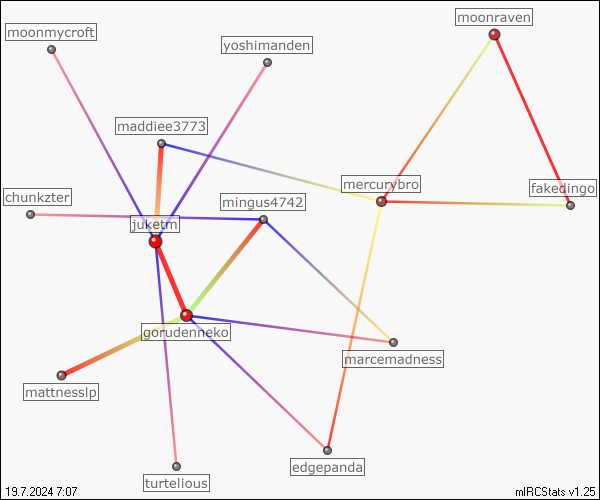 moonraven
moonmycroft
yoshimanden
maddiee3773
mercurybro
fakedingo
chunkzter
mingus4742
juketm
gorudenneko
marcemadness
mattnesslp
edgepanda
turtelious
19.7.2024 7:07
mIRCStats v1.25